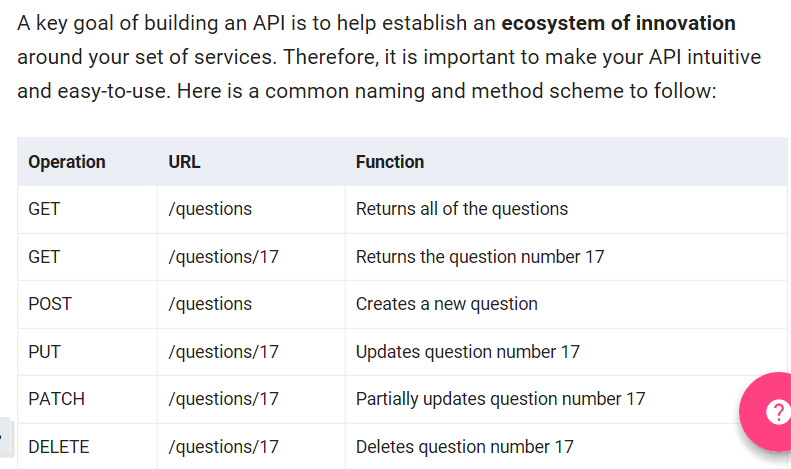 A key goal of building an API is to help establish an ecosystem of innovation
around your set of services. Therefore, it is important to make your API intuitive
and easy-to-use. Here is a common naming and method scheme to follow:
Operation URL Function
GET /questions Returns all of the questions
GET /questions/17 Returns the question number 17
POST /questions Creates a new question
PUT /questions/17 Updates question number 17
PATCH /questions/17 Partially updates question number 17
DELETE /questions/17 Deletes question number 17
?